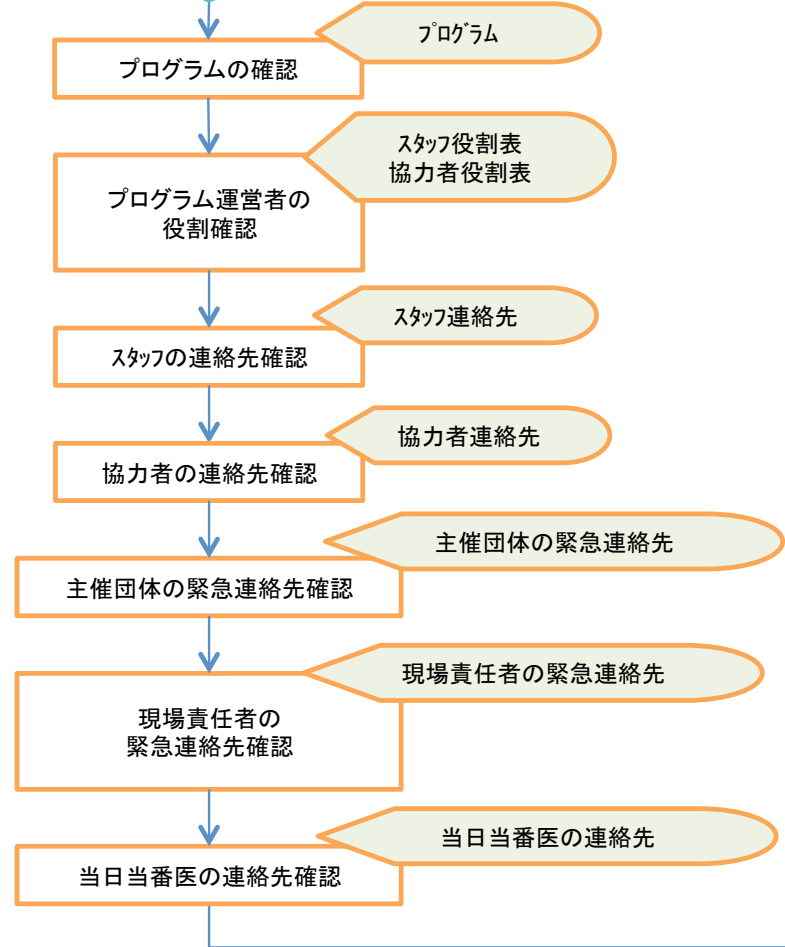 プログラム
プログラムの確認
スタッフ役割表
協力者役割表
プログラム運営者の
役割確認
スタッフ連絡先
スタッフの連絡先確認
協力者連絡先
協力者の連絡先確認
主催団体の緊急連絡先
主催団体の緊急連絡先確認
現場責任者の緊急連絡先
現場責任者の
緊急連絡先確認
当日当番医の連絡先
当日当番医の連絡先確認